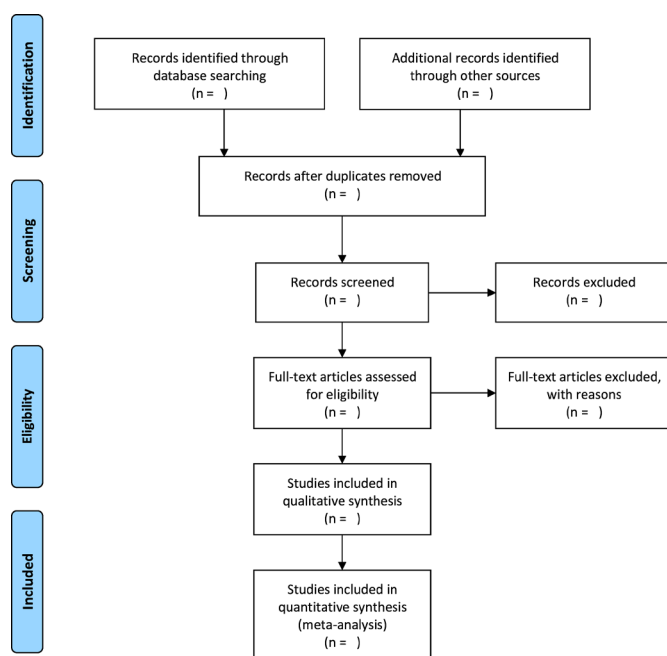 Identification
Records identified through
database searching
(n =   )
Additional records identified
through other sources
(n =   )
Records after duplicates removed
(n =   )
Screening
Records screened
(n =   )
Records excluded
(n =   )
Eligibility
Full-text articles assessed
for eligibility
(n =   )
Full-text articles excluded,
with reasons
(n =   )
Studies included in
qualitative synthesis
(n =   )
Included
Studies included in
quantitative synthesis
(meta-analysis)
(n =   )